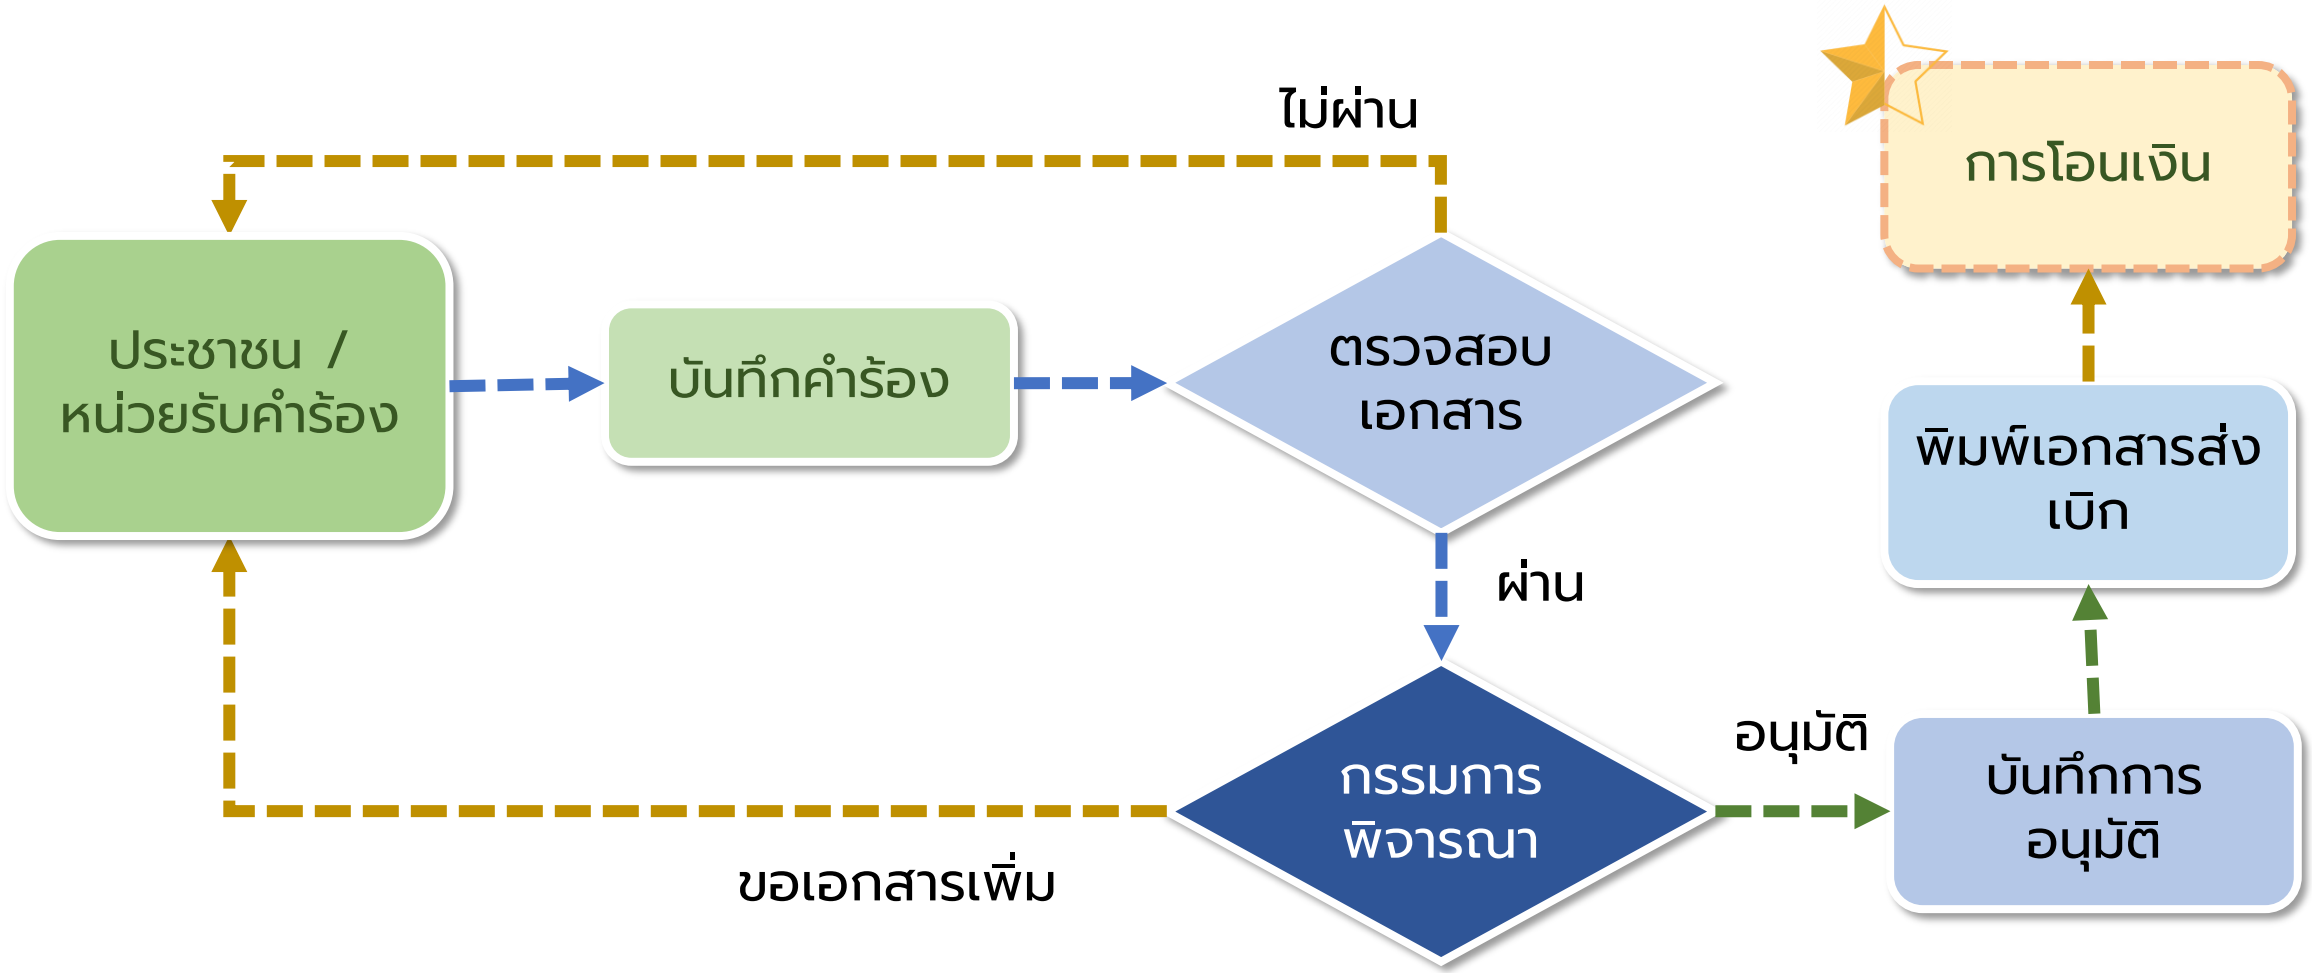 ไม่ผ่าน
การโอนเงิน
ประชาชน /
หน่วยรับคำร้อง
บันทึกคำร้อง
ตรวจสอบ
เอกสาร
พิมพ์เอกสารส่ง
เบิก
ผ่าน
อนุมัติ
กรรมการ
พิจารณา
บันทึกการ
อนุมัติ
ขอเอกสารเพิ่ม